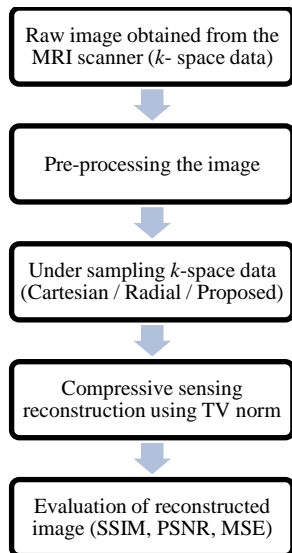 Raw image obtained from the
MRI scanner (k- space data)
Pre-processing the image
Under sampling k-space data
(Cartesian / Radial / Proposed)
Compressive sensing
reconstruction using TV norm
Evaluation of reconstructed
image (SSIM, PSNR, MSE)